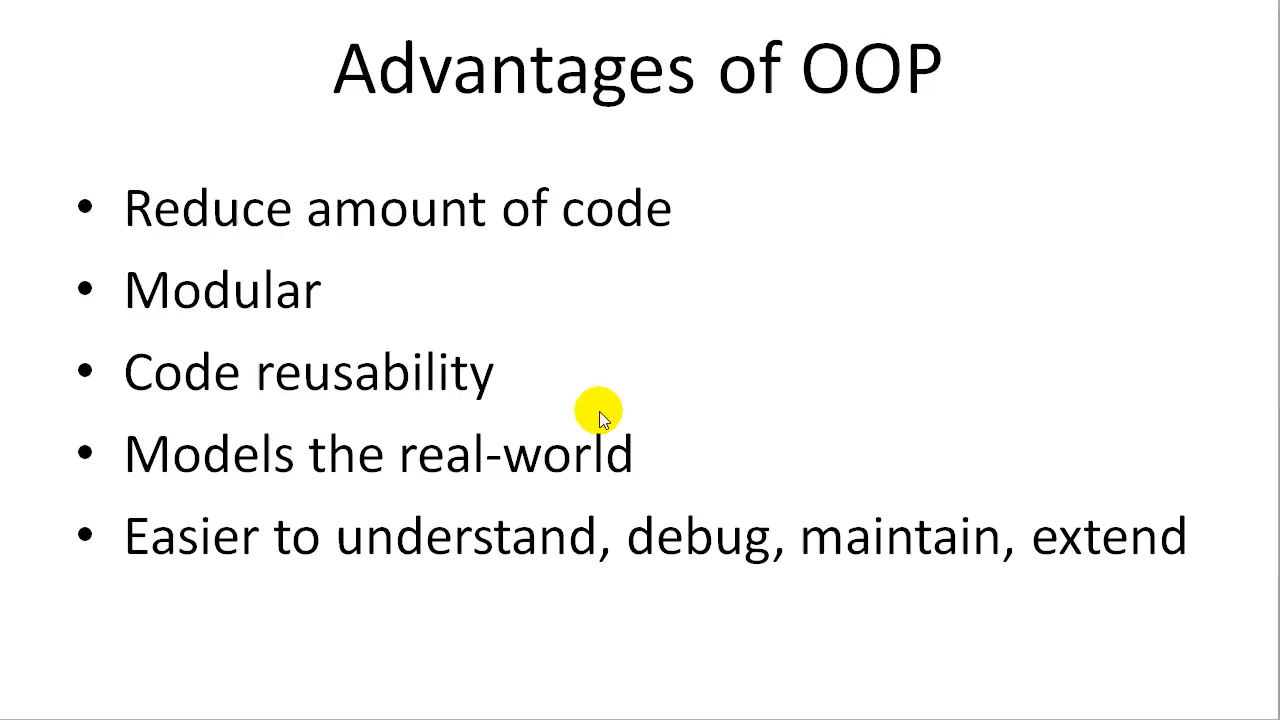 Advantages of OOP
• Reduce amount of code
• Modular
• Code reusability
• Models the real-world
• Easier to understand, debug, maintain, extend